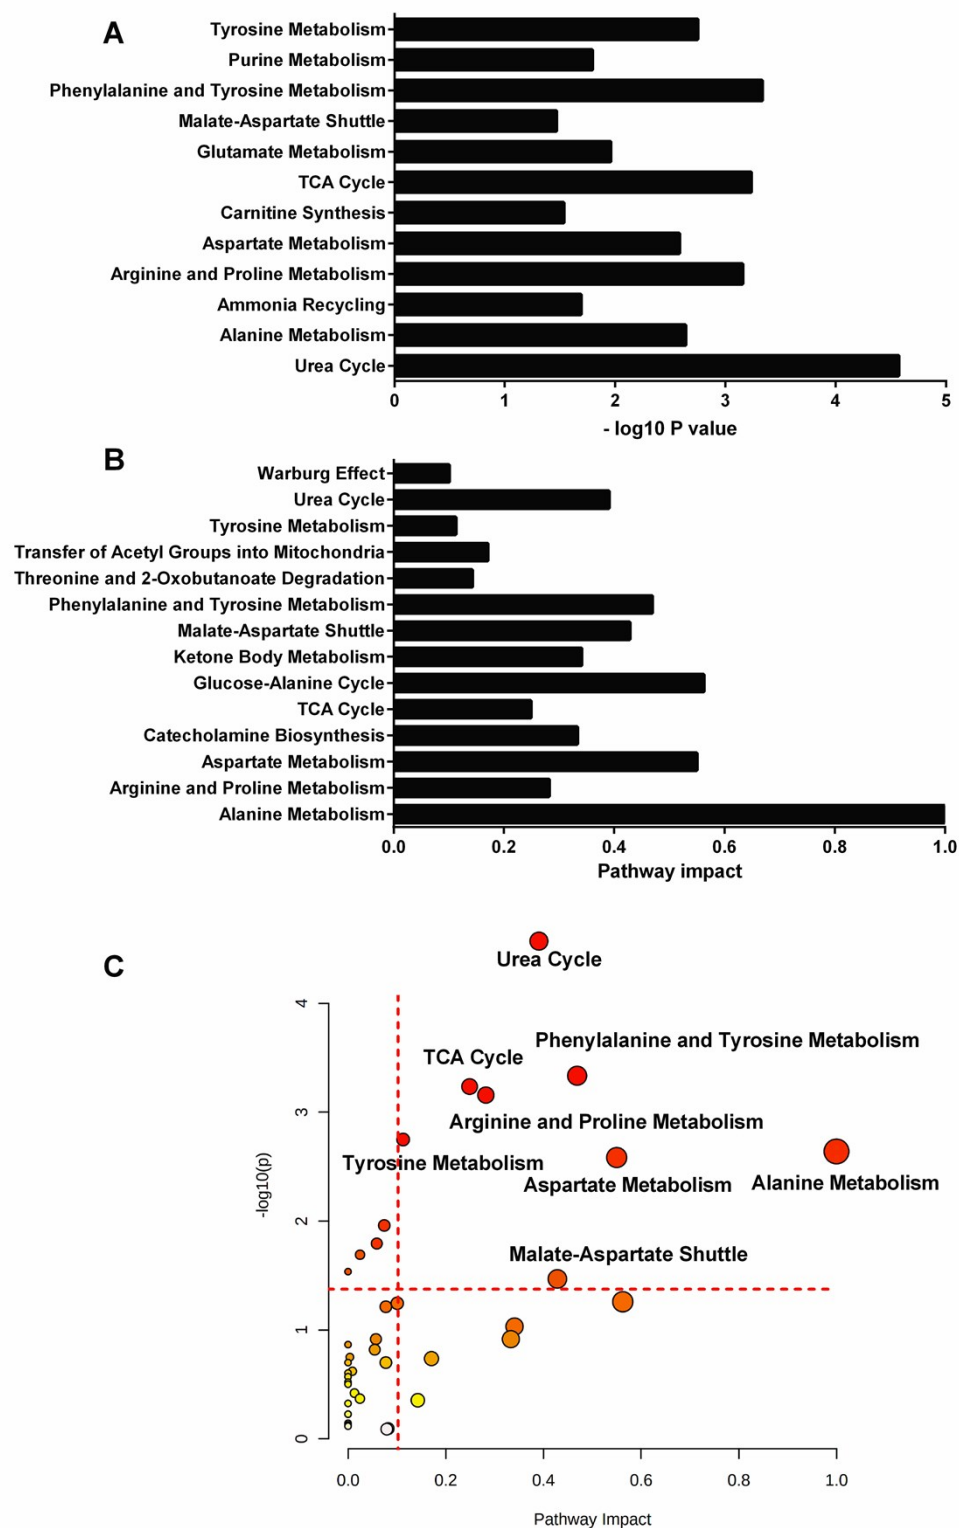 A
Tyrosine Metabolism
Purine Metabolism
Phenylalanine and Tyrosine Metabolism
Malate-Aspartate Shuttle
Glutamate Metabolism
TCA Cycle
Carnitine Synthesis
Aspartate Metabolism
Arginine and Proline Metabolism
Ammonia Recycling
Alanine Metabolism
Urea Cycle
0 1 2 3 4 5
- log10 P value
B
Warburg Effect
Urea Cycle
Tyrosine Metabolism
Transfer of Acetyl Groups into Mitochondria
Threonine and 2-Oxobutanoate Degradation
Phenylalanine and Tyrosine Metabolism
Malate-Aspartate Shuttle
Ketone Body Metabolism
Glucose-Alanine Cycle
TCA Cycle
Catecholamine Biosynthesis
Aspartate Metabolism
Arginine and Proline Metabolism
Alanine Metabolism
0.0 0.2 0.4 0.6 0.8 1.0
Pathway impact
C
Urea Cycle
4
Phenylalanine and Tyrosine Metabolism
TCA Cycle
3
Arginine and Proline Metabolism
Tyrosine Metabolism
Aspartate Metabolism
Alanine Metabolism
-log10(p)
2
Malate-Aspartate Shuttle
1
0
0.0 0.2 0.4 0.6 0.8 1.0
Pathway Impact